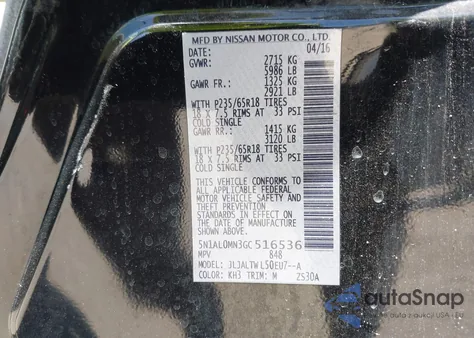 MFD BY NISSAN MOTOR CO., LTD.
DATE: 04/16
GVWR: 2715 KG
5986 LB
GAWR FR.: 1325 KG
2921 LB
WITH P235/65R18 TIRES
18 X 7.5 RIMS AT 33 PSI
COLD SINGLE
GAWR RR.: 1415 KG
3120 LB
WITH P235/65R18 TIRES
18 X 7.5 RIMS AT 33 PSI
COLD SINGLE
THIS VEHICLE CONFORMS TO
ALL APPLICABLE FEDERAL
MOTOR VEHICLE SAFETY
AND THEFT PREVENTION
STANDARDS IN EFFECT ON
THE DATE OF MANUFACTURE
SHOWN ABOVE.
5N1AL0MN3GC516536
MPV 848
MODEL: JLJALTWL50EU7--A
COLOR: KH3 TRIM: M Z530A
autaSnap